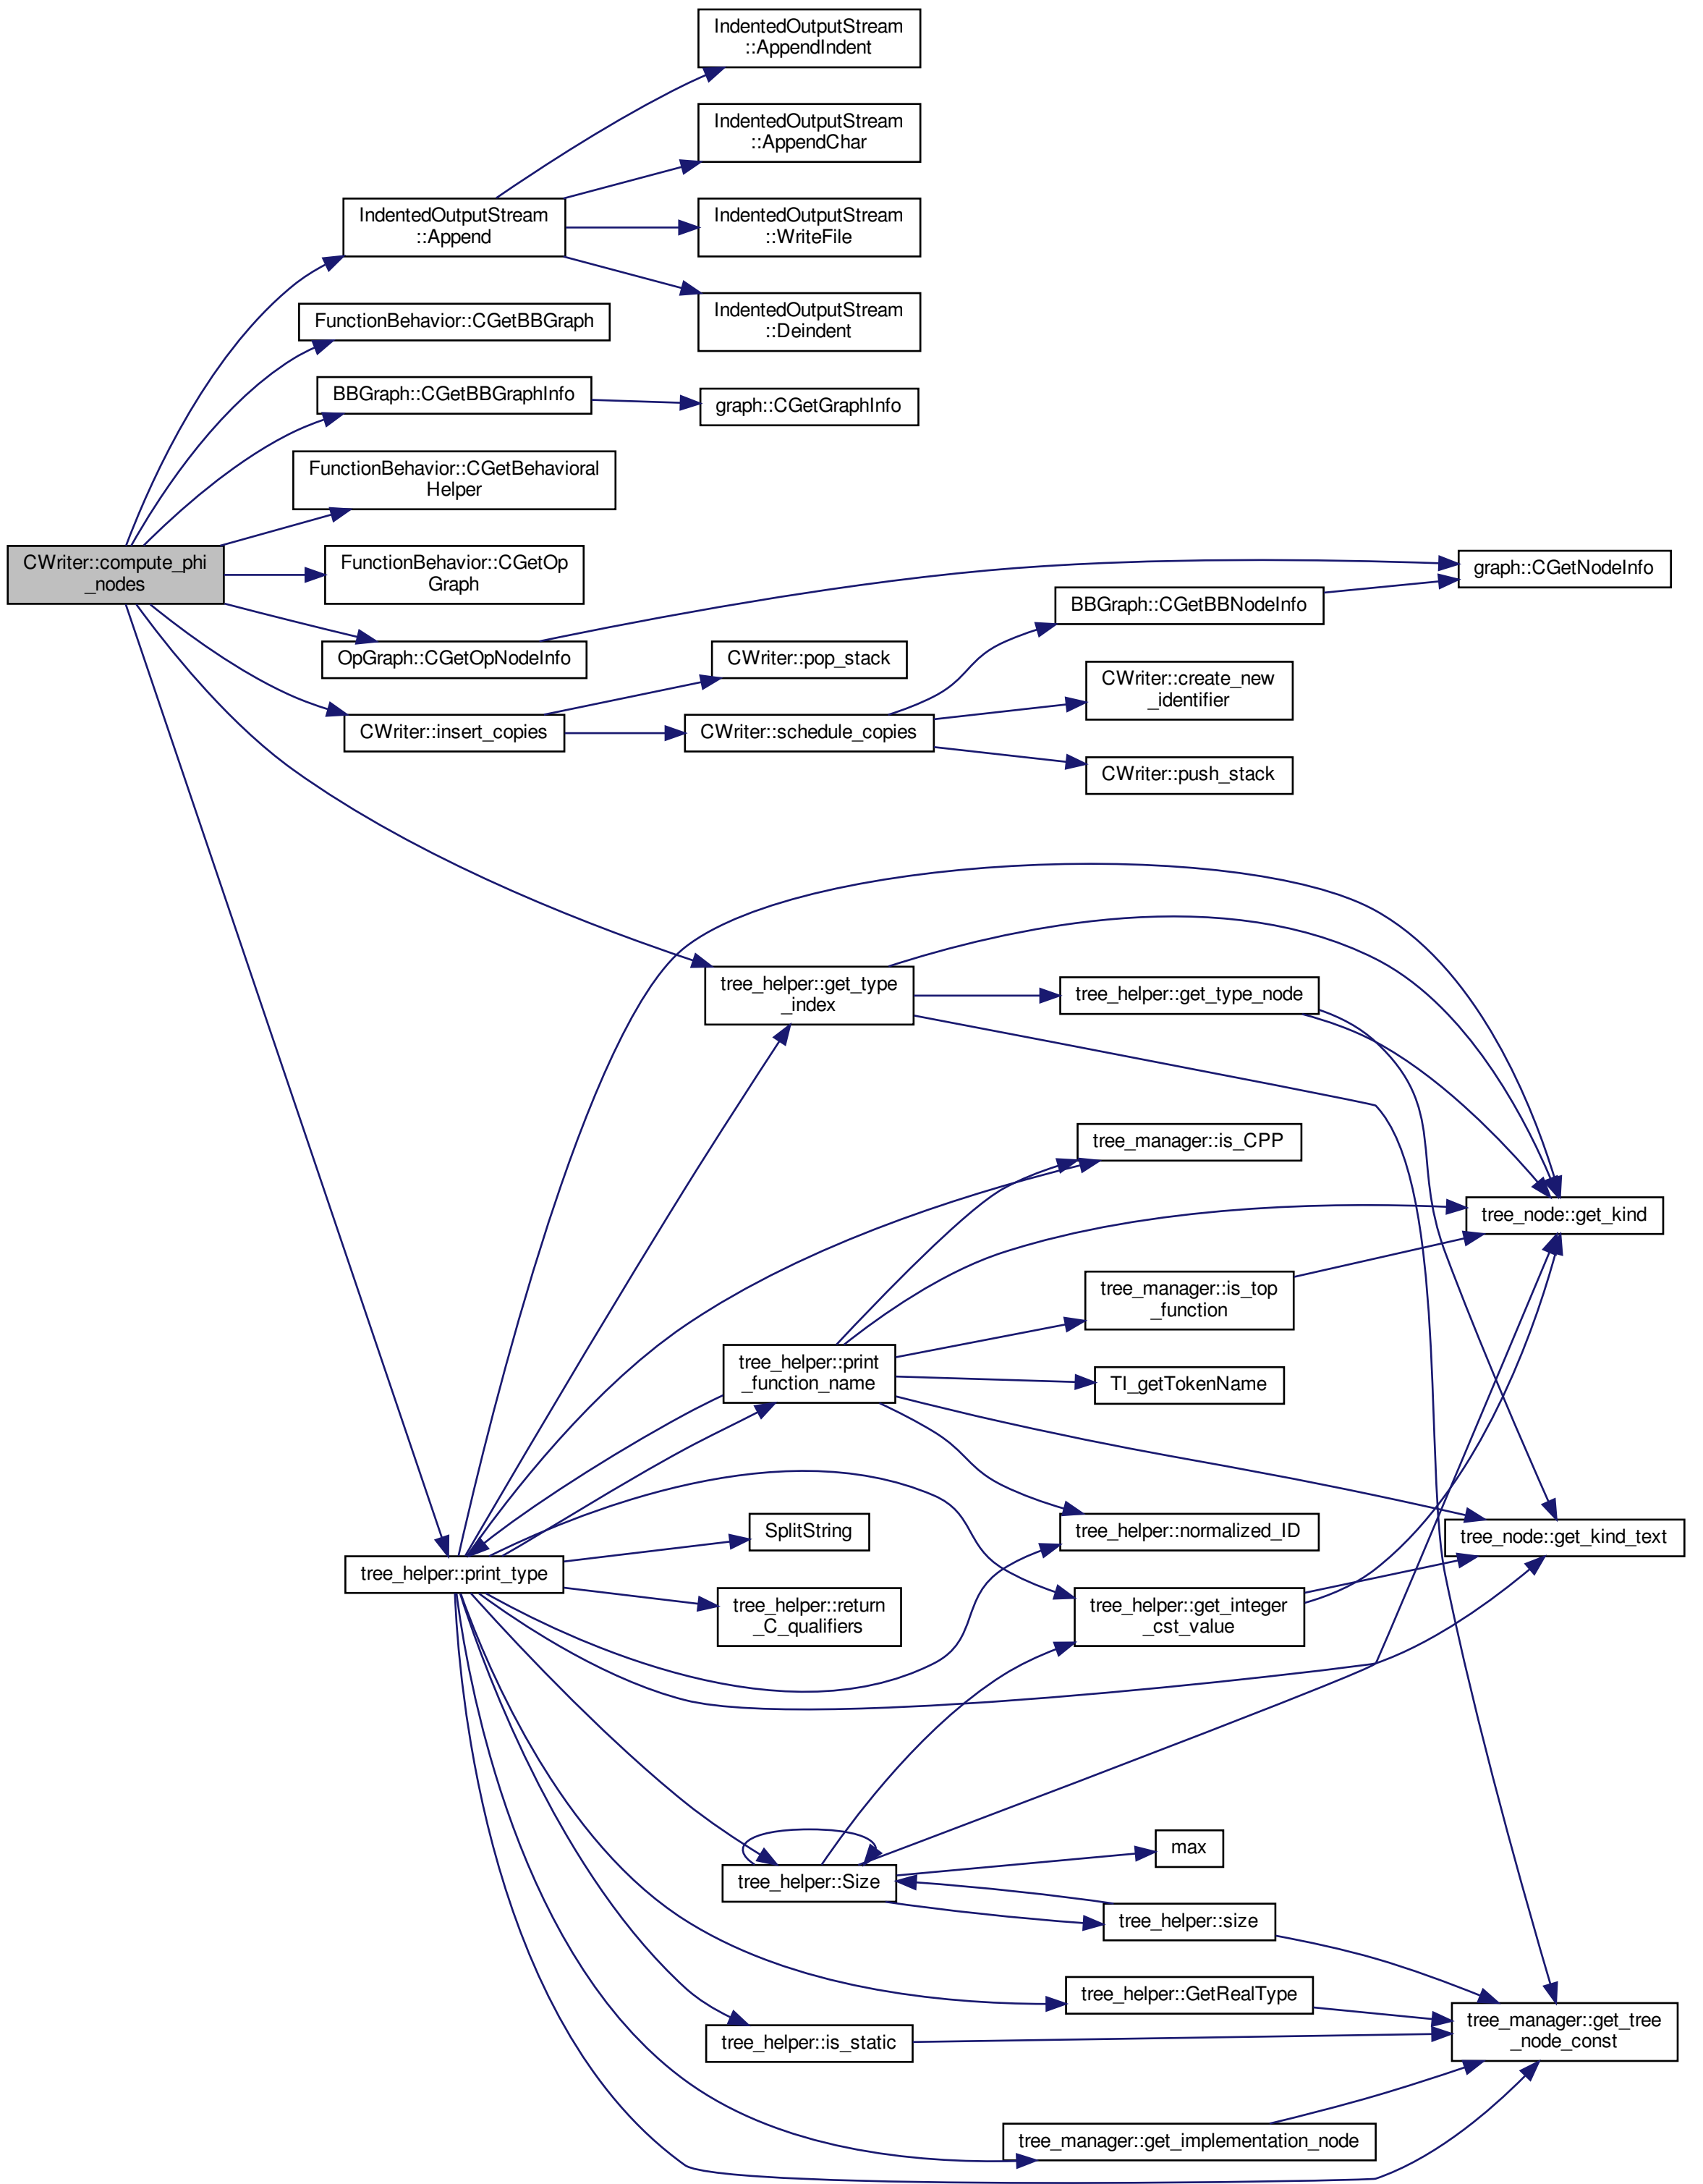 IndentedOutputStream
::AppendIndent
IndentedOutputStream
::AppendChar
IndentedOutputStream
::Append
IndentedOutputStream
::WriteFile
IndentedOutputStream
::Deindent
FunctionBehavior::CGetBBGraph
BBGraph::CGetBBGraphInfo
graph::CGetGraphInfo
FunctionBehavior::CGetBehavioral
Helper
CWriter::compute_phi
_nodes
FunctionBehavior::CGetOp
Graph
graph::CGetNodeInfo
BBGraph::CGetBBNodeInfo
OpGraph::CGetOpNodeInfo
CWriter::pop_stack
CWriter::create_new
_identifier
CWriter::insert_copies
CWriter::schedule_copies
CWriter::push_stack
tree_helper::get_type
_index
tree_helper::get_type_node
tree_manager::is_CPP
tree_node::get_kind
tree_manager::is_top
_function
tree_helper::print
_function_name
TI_getTokenName
SplitString
tree_helper::normalized_ID
tree_node::get_kind_text
tree_helper::print_type
tree_helper::return
_C_qualifiers
tree_helper::get_integer
_cst_value
max
tree_helper::Size
tree_helper::size
tree_helper::GetRealType
tree_manager::get_tree
_node_const
tree_helper::is_static
tree_manager::get_implementation_node